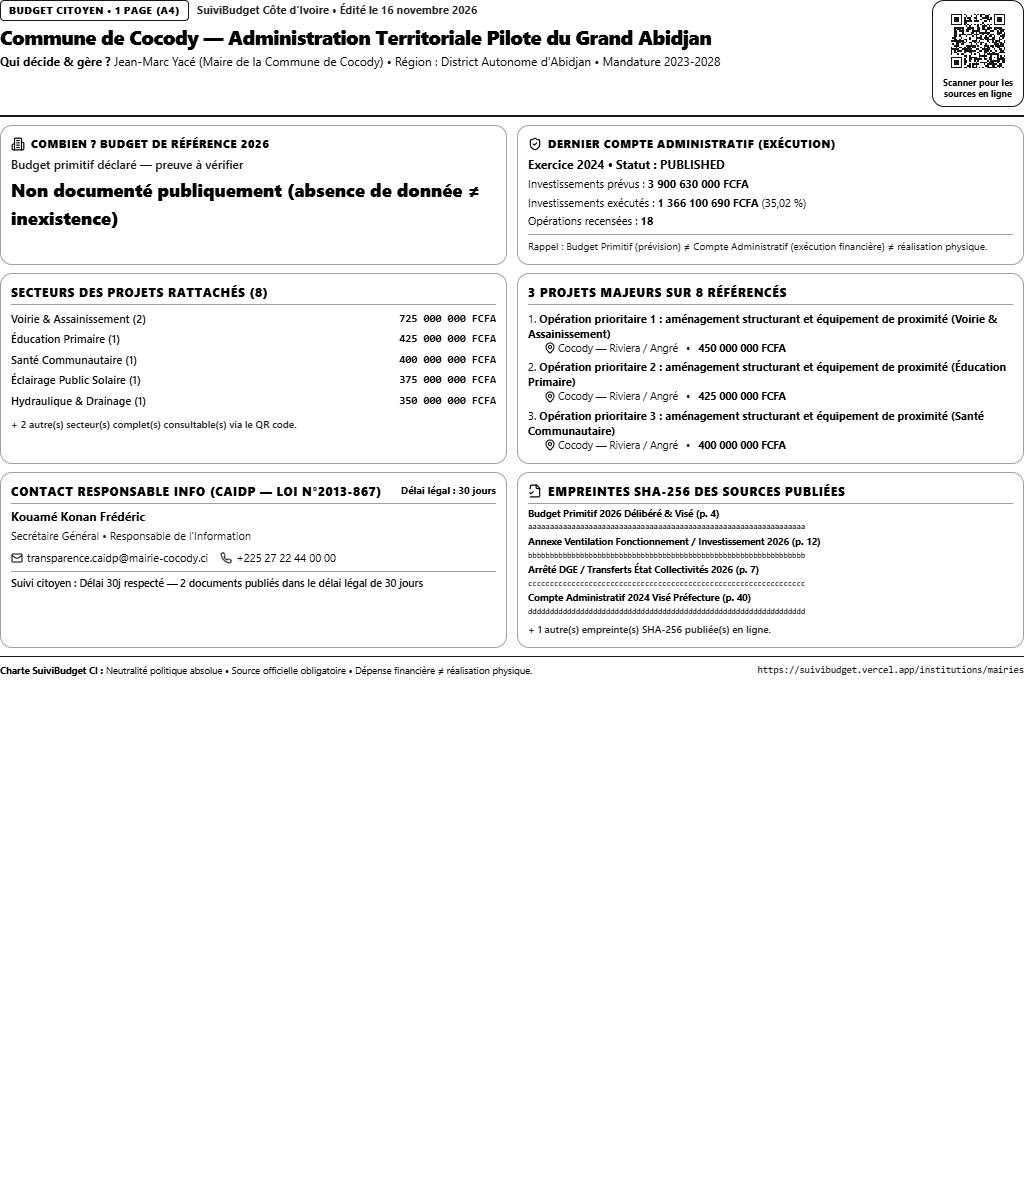 BUDGET CITOYEN • 1 PAGE (A4) SuiviBudget Côte d'Ivoire • Édité le 16 novembre 2026
Commune de Cocody — Administration Territoriale Pilote du Grand Abidjan
Qui décide & gère ? Jean-Marc Yacé (Maire de la Commune de Cocody) • Région : District Autonome d'Abidjan • Mandature 2023-2028
Scanner pour les
sources en ligne
COMBIEN ? BUDGET DE RÉFÉRENCE 2026
Budget primitif déclaré — preuve à vérifier
Non documenté publiquement (absence de donnée ≠
inexistence)
DERNIER COMPTE ADMINISTRATIF (EXÉCUTION)
Exercice 2024 • Statut : PUBLISHED
Investissements prévus : 3 900 630 000 FCFA
Investissements exécutés : 1 366 100 690 FCFA (35,02 %)
Opérations recensées : 18
Rappel : Budget Primitif (prévision) ≠ Compte Administratif (exécution financière) ≠ réalisation physique.
SECTEURS DES PROJETS RATTACHÉS (8)
Voirie & Assainissement (2) 725 000 000 FCFA
Éducation Primaire (1) 425 000 000 FCFA
Santé Communautaire (1) 400 000 000 FCFA
Éclairage Public Solaire (1) 375 000 000 FCFA
Hydraulique & Drainage (1) 350 000 000 FCFA
+ 2 autre(s) secteur(s) complet(s) consultable(s) via le QR code.
3 PROJETS MAJEURS SUR 8 RÉFÉRENCÉS
1. Opération prioritaire 1 : aménagement structurant et équipement de proximité (Voirie &
Assainissement)
Cocody — Riviera / Angré • 450 000 000 FCFA
2. Opération prioritaire 2 : aménagement structurant et équipement de proximité (Éducation
Primaire)
Cocody — Riviera / Angré • 425 000 000 FCFA
3. Opération prioritaire 3 : aménagement structurant et équipement de proximité (Santé
Communautaire)
Cocody — Riviera / Angré • 400 000 000 FCFA
CONTACT RESPONSABLE INFO (CAIDP — LOI N°2013-867) Délai légal : 30 jours
Kouamé Konan Frédéric
Secrétaire Général • Responsable de l'Information
transparence.caidp@mairie-cocody.ci +225 27 22 44 00 00
Suivi citoyen : Délai 30j respecté — 2 documents publiés dans le délai légal de 30 jours
EMPREINTES SHA-256 DES SOURCES PUBLIÉES
Budget Primitif 2026 Délibéré & Visé (p. 4)
aaaaaaaaaaaaaaaaaaaaaaaaaaaaaaaaaaaaaaaaaaaaaaaaaaaaaaaaaaaaaaaa
Annexe Ventilation Fonctionnement / Investissement 2026 (p. 12)
bbbbbbbbbbbbbbbbbbbbbbbbbbbbbbbbbbbbbbbbbbbbbbbbbbbbbbbbbbbbbbbb
Arrêté DGE / Transferts État Collectivités 2026 (p. 7)
cccccccccccccccccccccccccccccccccccccccccccccccccccccccccccccccc
Compte Administratif 2024 Visé Préfecture (p. 40)
dddddddddddddddddddddddddddddddddddddddddddddddddddddddddddddddd
+ 1 autre(s) empreinte(s) SHA-256 publiée(s) en ligne.
Charte SuiviBudget CI : Neutralité politique absolue • Source officielle obligatoire • Dépense financière ≠ réalisation physique.
https://suivibudget.vercel.app/institutions/mairies